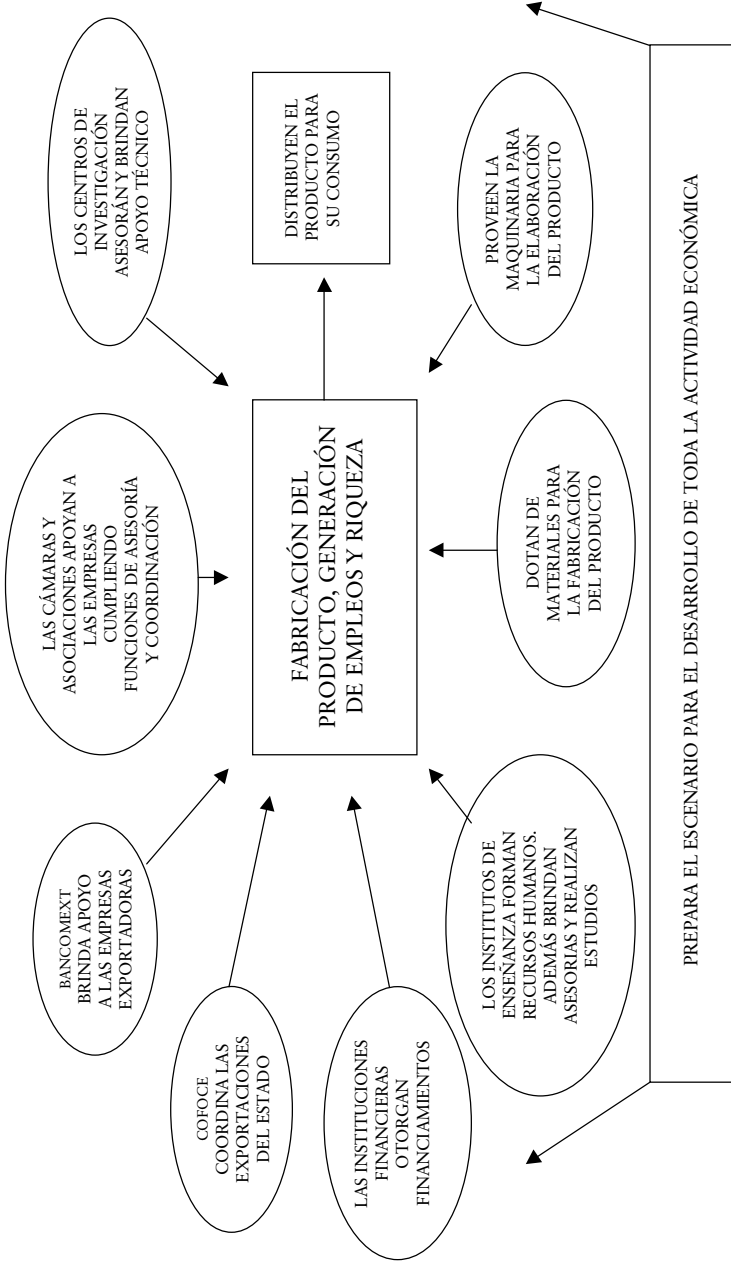 BANCOMEXT
BRINDA APOYO
A LAS EMPRESAS
EXPORTADORAS
LAS CÁMARAS Y
ASOCIACIONES APOYAN A
LAS EMPRESAS
CUMPLIENDO
FUNCIONES DE ASESORÍA
Y COORDINACIÓN
LOS CENTROS DE
INVESTIGACIÓN
ASESORÁN Y BRINDAN
APOYO TÉCNICO
COFOCE
COORDINA LAS
EXPORTACIONES
DEL ESTADO
FABRICACIÓN DEL
PRODUCTO, GENERACIÓN
DE EMPLEOS Y RIQUEZA
DISTRIBUYEN EL
PRODUCTO PARA
SU CONSUMO
LAS INSTITUCIONES
FINANCIERAS
OTORGAN
FINANCIAMIENTOS
LOS INSTITUTOS DE
ENSEÑANZA FORMAN
RECURSOS HUMANOS.
ADEMÁS BRINDAN
ASESORIAS Y REALIZAN
ESTUDIOS
DOTAN DE
MATERIALES PARA
LA FABRICACIÓN
DEL PRODUCTO
PROVEEN LA
MAQUINARIA PARA
LA ELABORACIÓN
DEL PRODUCTO
PREPARA EL ESCENARIO PARA EL DESARROLLO DE TODA LA ACTIVIDAD ECONÓMICA